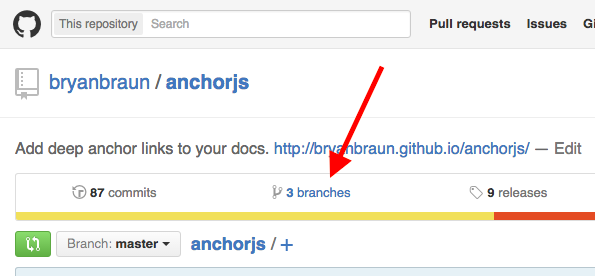 This repository Search Pull requests Issues
bryanbraun / anchorjs
Add deep anchor links to your docs. http://bryanbraun.github.io/anchorjs/ — Edit
87 commits 3 branches 9 releases
Branch: master anchorjs / +